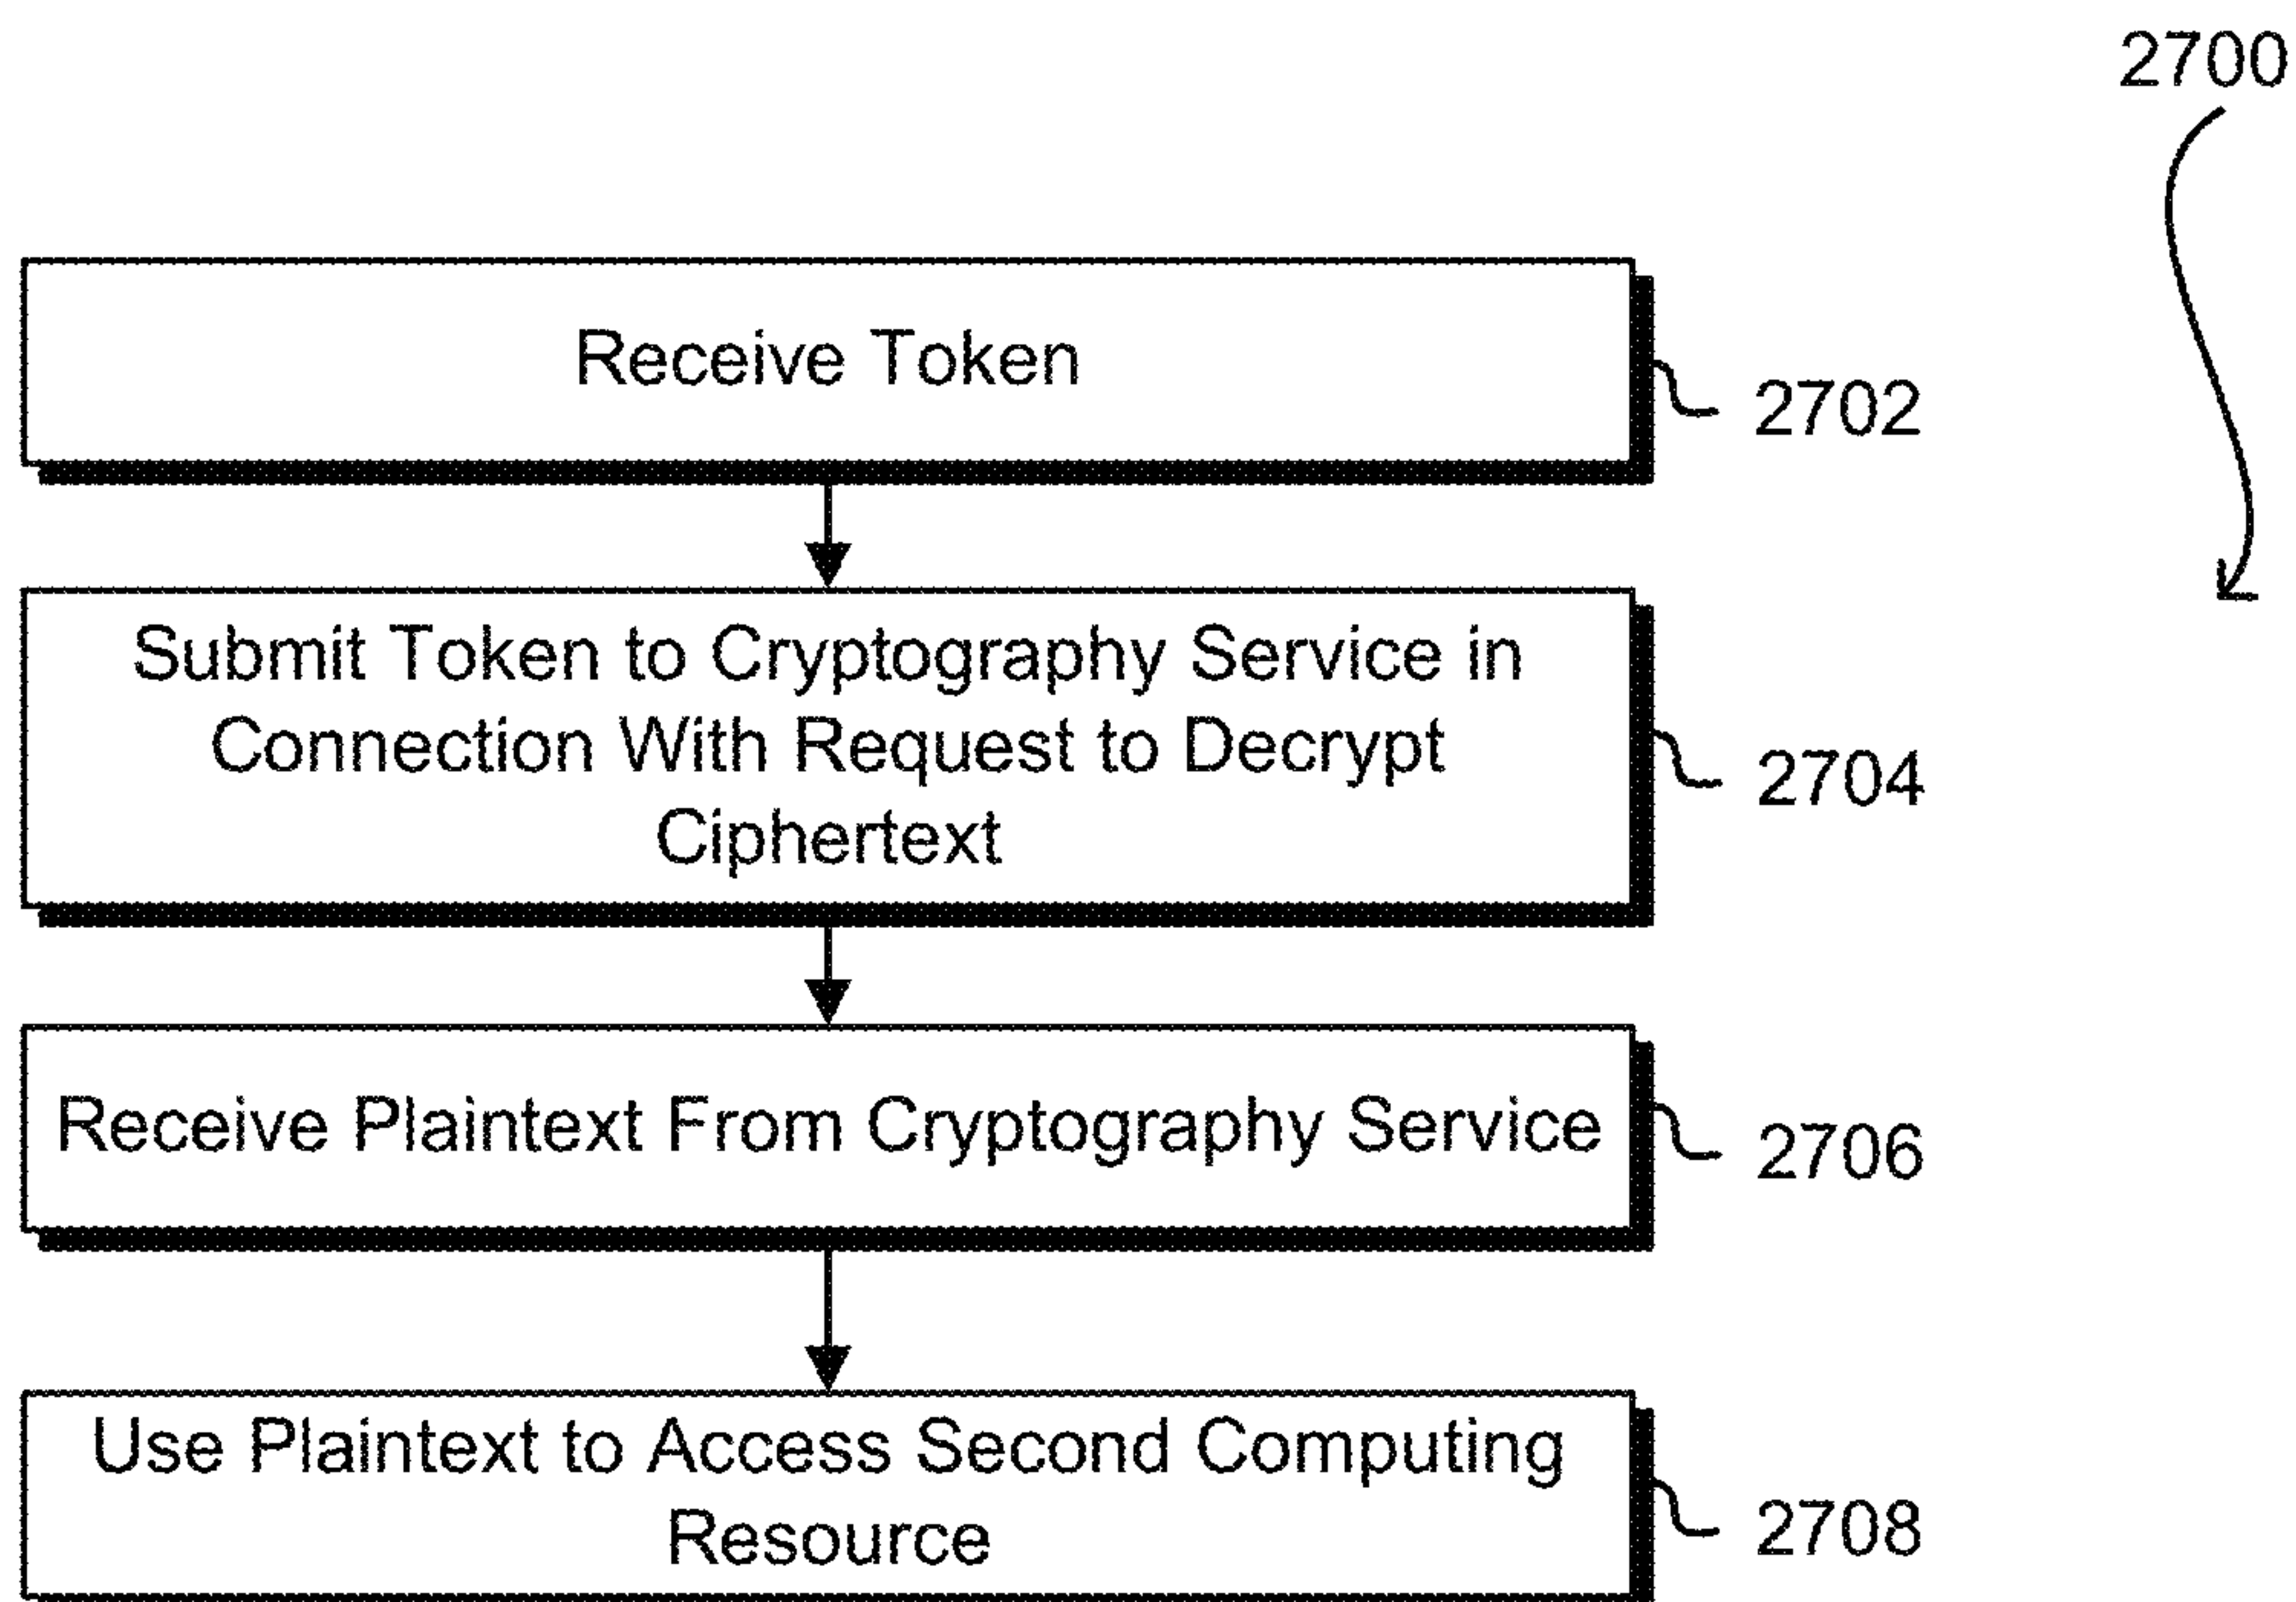 2700
Receive Token
2702
Submit Token to Cryptography Service in
Connection With Request to Decrypt
Ciphertext
2704
Receive Plaintext From Cryptography Service
2706
Use Plaintext to Access Second Computing
Resource
2708